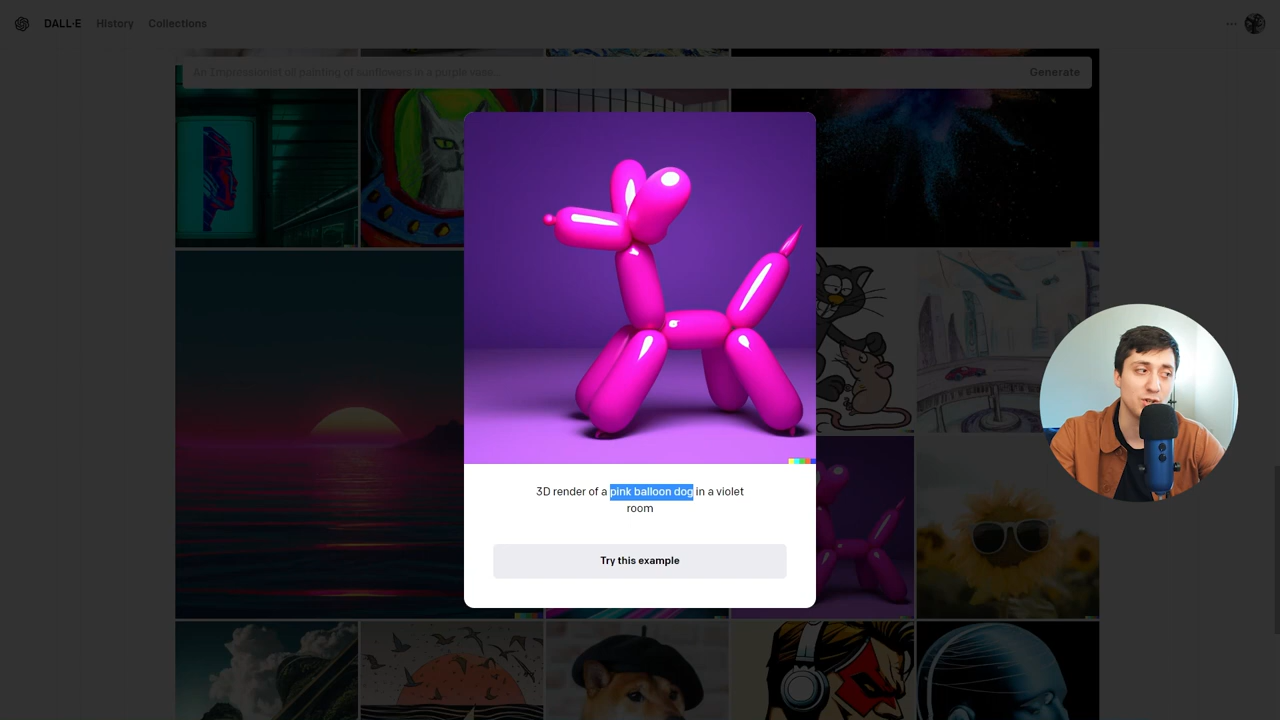 DALL·E History Collections
An Impressionist oil painting of sunflowers in a purple vase…
Generate
3D render of a pink balloon dog in a violet
room
Try this example